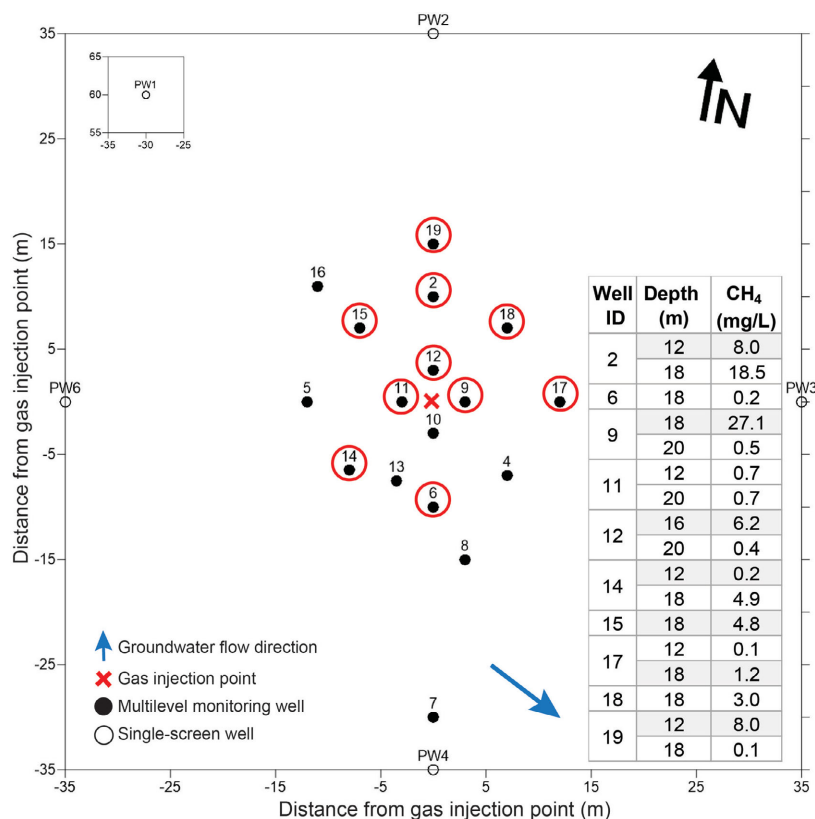 PW2
35
65
PW1
60
55
-35
-30
-25
N
25
19
15
16
2
15
18
12
5
11
9
17
PW6
0
5
PW3
10
-5
14
13
4
6
8
-15
-25
7
PW4
-35
-35
-25
-15
-5
5
15
25
35
Distance from gas injection point (m)
Distance from gas injection point (m)
Groundwater flow direction
Gas injection point
Multilevel monitoring well
Single-screen well
Well ID Depth (m) CH₄ (mg/L)
2 12 8.0
18 18.5
6 18 0.2
9 18 27.1
20 0.5
11 12 0.7
20 0.7
12 16 6.2
20 0.4
14 12 0.2
18 4.9
15 18 4.8
17 12 0.1
18 1.2
18 18 3.0
19 12 8.0
18 0.1